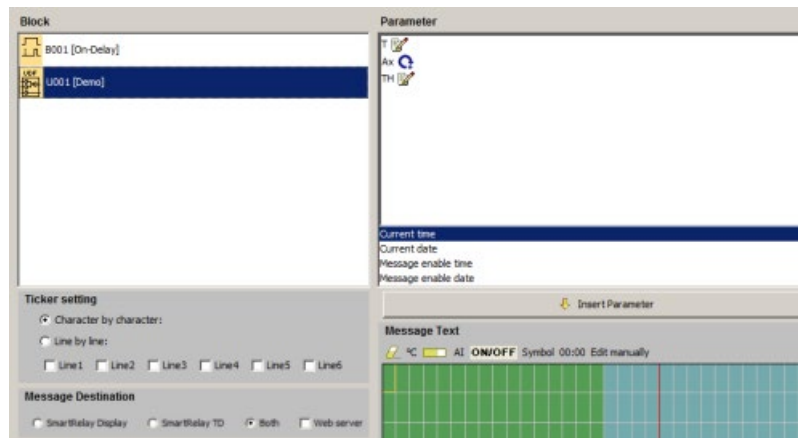 Block
B001 [On-Delay]
U001 [Demo]
Parameter
T
Ax
TH
Current time
Current date
Message enable time
Message enable date
Insert Parameter
Ticker setting
Character by character:
Line by line:
Line1 Line2 Line3 Line4 Line5 Line6
Message Destination
SmartRelay Display SmartRelay TD Both Web server
Message Text
°C AI ON/OFF Symbol 00:00 Edit manually